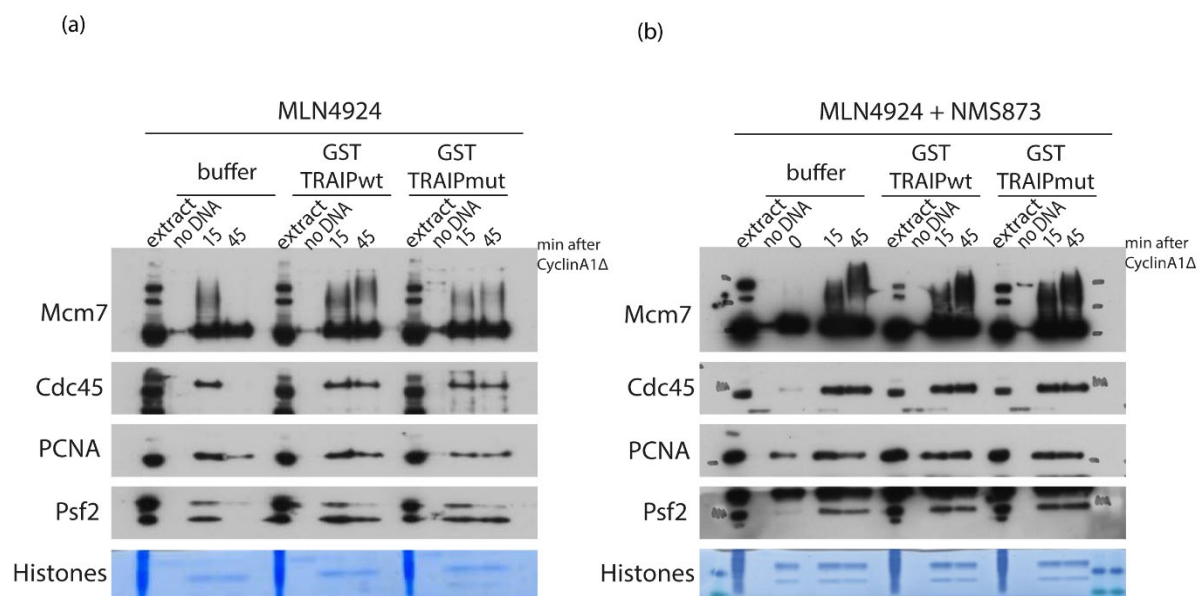 (a)
MLN4924
buffer
GST
TRAIPwt
GST
TRAIPmut
extract
no DNA
15
45
extract
no DNA
15
45
extract
no DNA
15
45
min after
CyclinA1Δ
Mcm7
Cdc45
PCNA
Psf2
Histones
(b)
MLN4924 + NMS873
buffer
GST
TRAIPwt
GST
TRAIPmut
extract
no DNA
0
15
45
extract
no DNA
15
45
extract
no DNA
15
45
min after
CyclinA1Δ
Mcm7
Cdc45
PCNA
Psf2
Histones